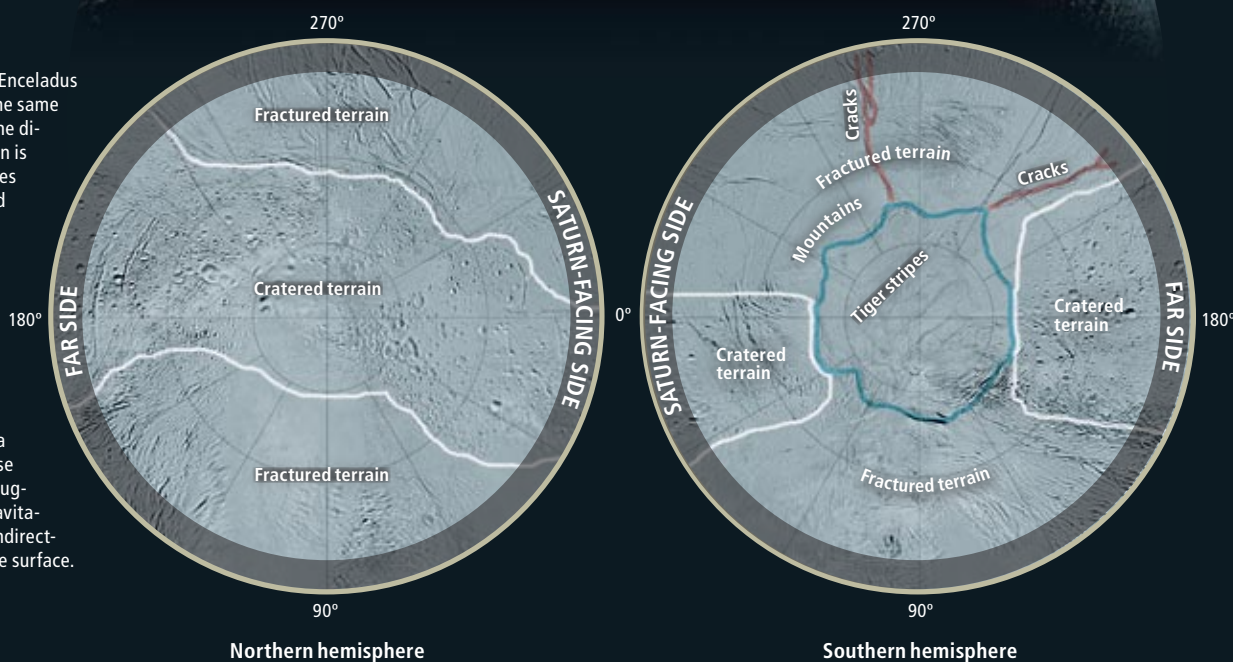 Enceladus
he same
he di-
n is
es
d
a
se
ug-
avita-
ndirect-
e surface.
270°
Fractured terrain
FAR SIDE
180°
Cratered terrain
SATURN-FACING SIDE
0°
Fractured terrain
90°
Northern hemisphere
270°
Cracks
Fractured terrain
Cracks
Mountains
Tiger stripes
SATURN-FACING SIDE
Cratered
terrain
Cratered
terrain
FAR SIDE
180°
Fractured terrain
90°
Southern hemisphere